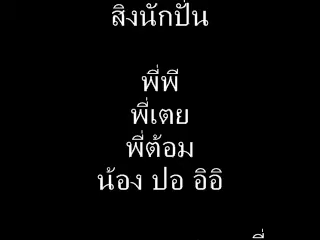 สิงนักปั่น
พี่พี
พี่เตย
พี่ต้อม
น้อง ปอ อิอิ